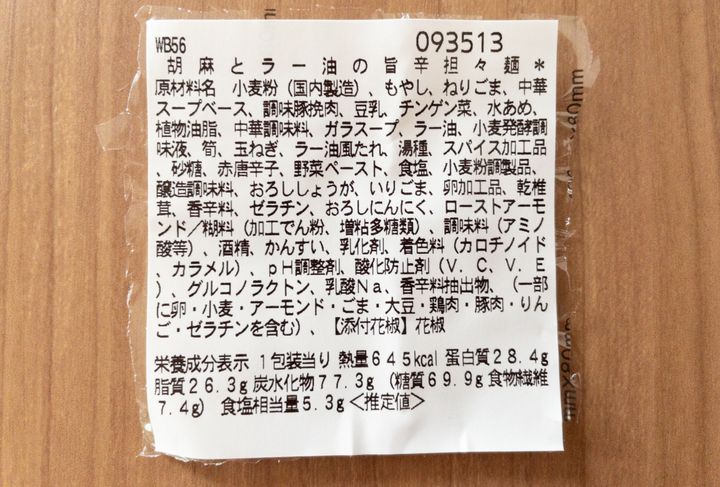 WB56
093513
胡麻とラー油の旨辛担々麺*
原材料名 小麦粉(国内製造)、もやし、ねりごま、中華
スープベース、調味豚挽肉、豆乳、チンゲン菜、水あめ、
植物油脂、中華調味料、ガラスープ、ラー油、小麦発酵調
味液、筍、玉ねぎ、ラー油風たれ、湯種、スパイス加工品
、砂糖、赤唐辛子、野菜ペースト、食塩、小麦粉調製品、
醸造調味料、おろししょうが、いりごま、卵加工品、乾椎
茸、香辛料、ゼラチン、おろしにんにく、ローストアーモ
ンド/糊料(加工でん粉、増粘多糖類)、調味料(アミノ
酸等)、酒精、かんすい、乳化剤、着色料(カロチノイド
、カラメル)、pH調整剤、酸化防止剤(V.C、V.E
)、グルコノラクトン、乳酸Na、香辛料抽出物、(一部
に卵・小麦・アーモンド・ごま・大豆・鶏肉・豚肉・りん
ご・ゼラチンを含む)、【添付花椒】花椒
栄養成分表示 1包装当り 熱量645kcal 蛋白質28.4g
脂質26.3g 炭水化物77.3g (糖質69.9g 食物繊維
7.4g) 食塩相当量5.3g<推定値>